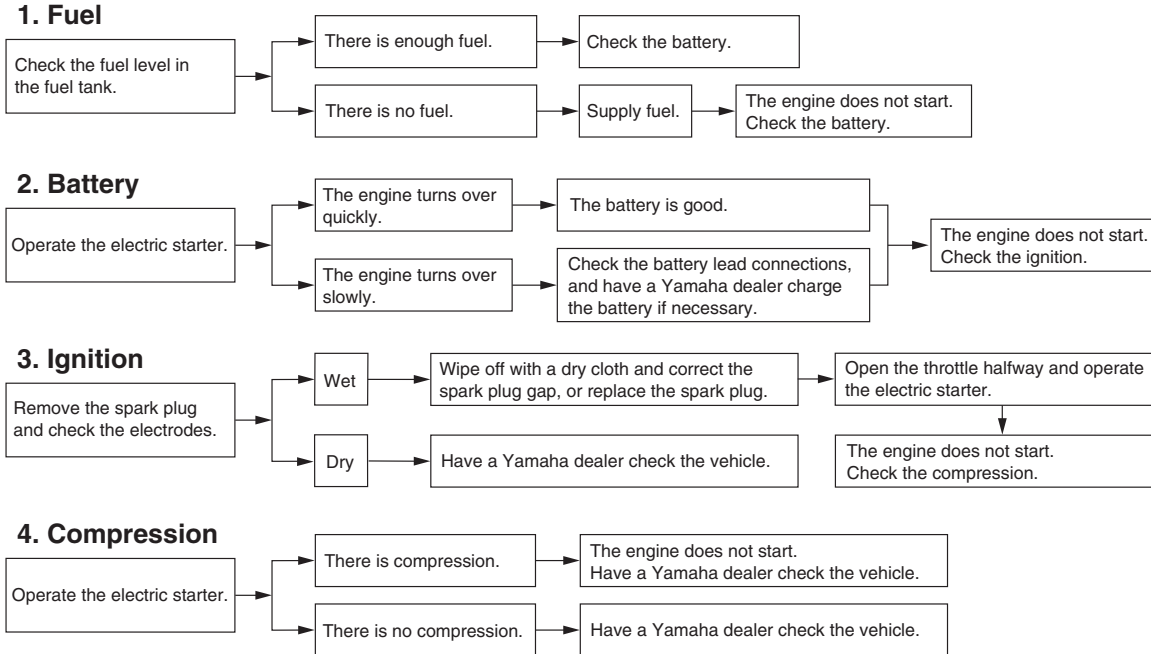 1. Fuel
Check the fuel level in
the fuel tank.
There is enough fuel.
Check the battery.
There is no fuel.
Supply fuel.
The engine does not start.
Check the battery.
2. Battery
Operate the electric starter.
The engine turns over
quickly.
The battery is good.
The engine turns over
slowly.
Check the battery lead connections,
and have a Yamaha dealer charge
the battery if necessary.
The engine does not start.
Check the ignition.
3. Ignition
Remove the spark plug
and check the electrodes.
Wet
Wipe off with a dry cloth and correct the
spark plug gap, or replace the spark plug.
Open the throttle halfway and operate
the electric starter.
Dry
Have a Yamaha dealer check the vehicle.
The engine does not start.
Check the compression.
4. Compression
Operate the electric starter.
There is compression.
The engine does not start.
Have a Yamaha dealer check the vehicle.
There is no compression.
Have a Yamaha dealer check the vehicle.